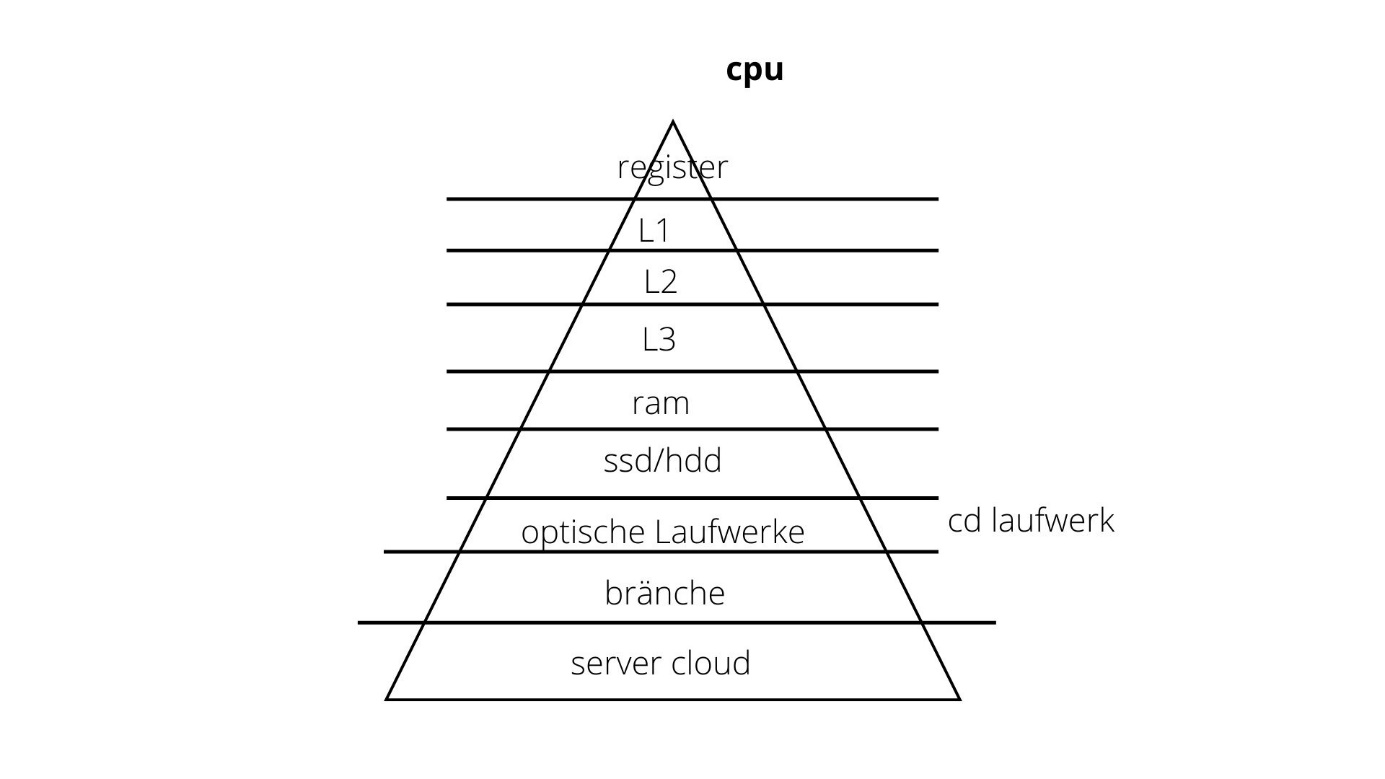 cpu
register
L1
L2
L3
ram
ssd/hdd
optische Laufwerke
cd laufwerk
bränche
server cloud